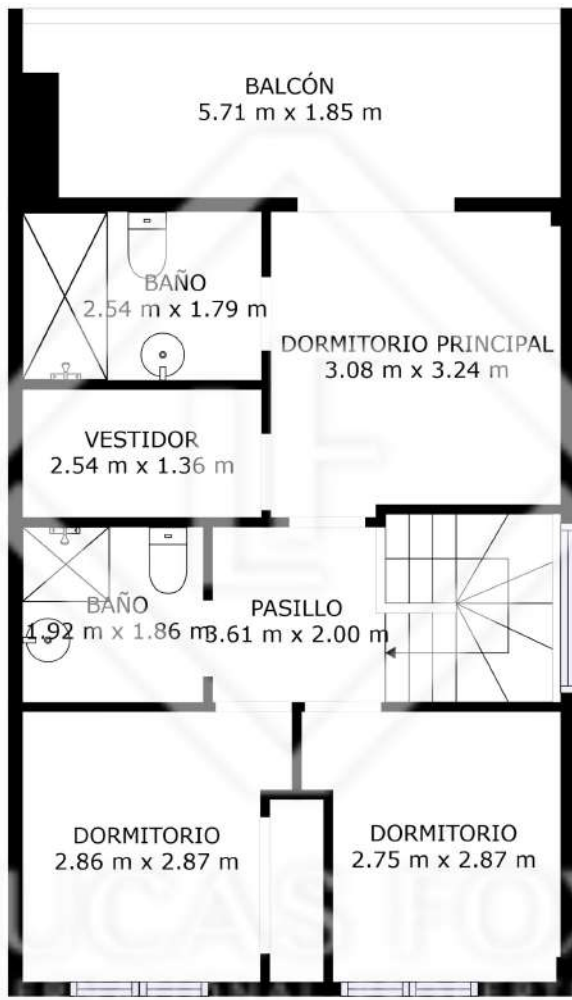 BALCÓN
5.71 m x 1.85 m
BAÑO
2.54 m x 1.79 m
DORMITORIO PRINCIPAL
3.08 m x 3.24 m
VESTIDOR
2.54 m x 1.36 m
BAÑO
1.92 m x 1.86 m
PASILLO
3.61 m x 2.00 m
DORMITORIO
2.86 m x 2.87 m
DORMITORIO
2.75 m x 2.87 m
LUCAS FOX